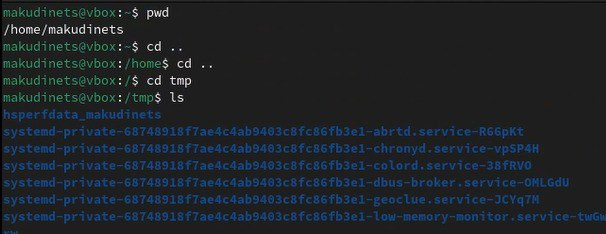 makudinets@vbox:~$ pwd
/home/makudinets
makudinets@vbox:~$ cd ..
makudinets@vbox:/home$ cd ..
makudinets@vbox:/$ cd tmp
makudinets@vbox:/tmp$ ls
hsperfdata_makudinets
systemd-private-68748918f7ae4c4ab9403c8fc86fb3e1-abrtd.service-R66pKt
systemd-private-68748918f7ae4c4ab9403c8fc86fb3e1-chronyd.service-vpSP4H
systemd-private-68748918f7ae4c4ab9403c8fc86fb3e1-colord.service-38fRVO
systemd-private-68748918f7ae4c4ab9403c8fc86fb3e1-dbus-broker.service-OMLGdU
systemd-private-68748918f7ae4c4ab9403c8fc86fb3e1-geoclue.service-JCYq7M
systemd-private-68748918f7ae4c4ab9403c8fc86fb3e1-low-memory-monitor.service-twGw